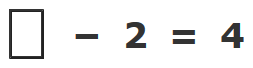 □ − 2 = 4